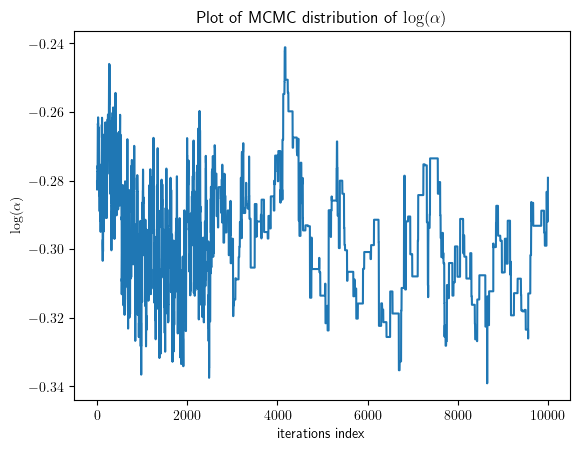 Plot of MCMC distribution of log(α)
−0.24
−0.26
−0.28
−0.30
−0.32
−0.34
log(α)
0 2000 4000 6000 8000 10000
iterations index